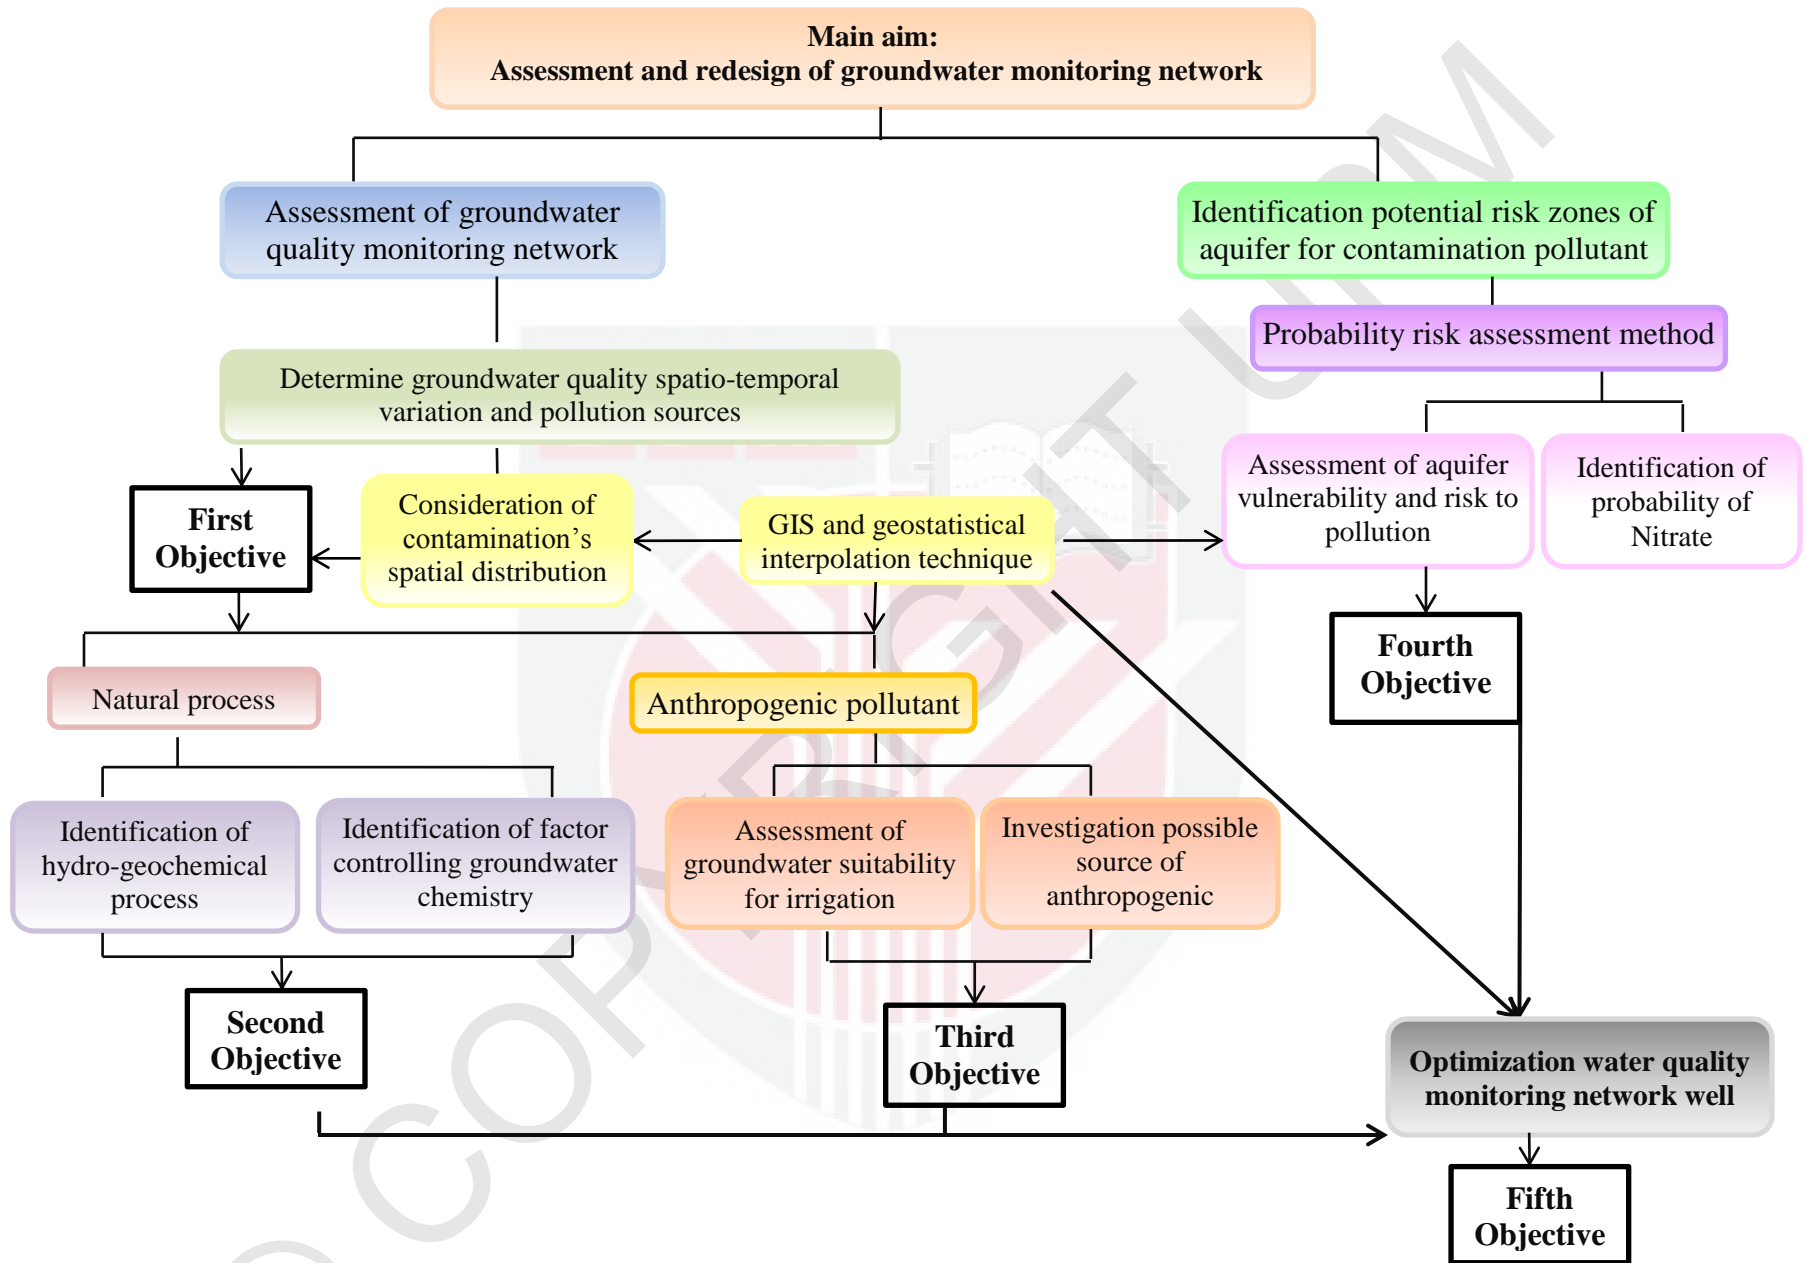 Main aim:
Assessment and redesign of groundwater monitoring network
Assessment of groundwater
quality monitoring network
Identification potential risk zones of
aquifer for contamination pollutant
Probability risk assessment method
Determine groundwater quality spatio-temporal
variation and pollution sources
Assessment of aquifer
vulnerability and risk to
pollution
Identification of
probability of
Nitrate
First
Objective
Consideration of
contamination’s
spatial distribution
GIS and geostatistical
interpolation technique
Fourth
Objective
Natural process
Anthropogenic pollutant
Identification of
hydro-geochemical
process
Identification of factor
controlling groundwater
chemistry
Assessment of
groundwater suitability
for irrigation
Investigation possible
source of
anthropogenic
Second
Objective
Third
Objective
Optimization water quality
monitoring network well
Fifth
Objective
COPYRIGHT UPM